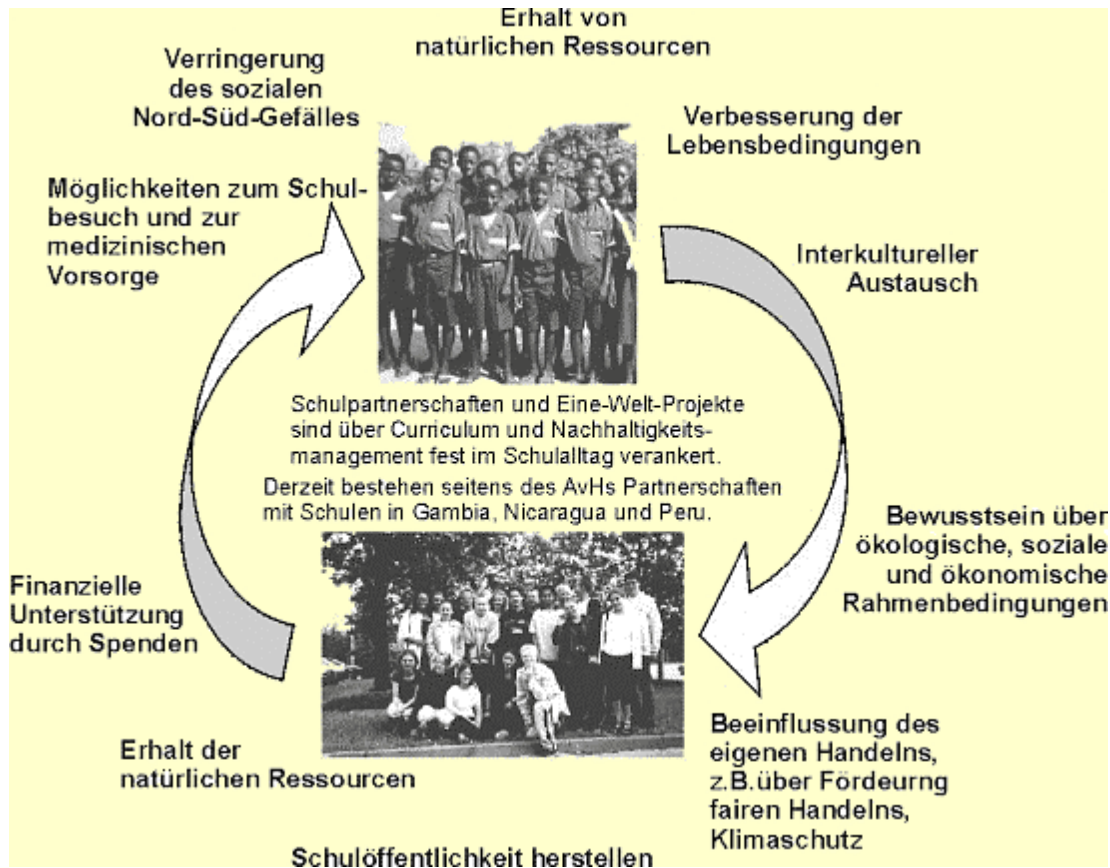 Erhalt von
natürlichen Ressourcen
Verringerung
des sozialen
Nord-Süd-Gefälles
Verbesserung der
Lebensbedingungen
Möglichkeiten zum Schul-
besuch und zur
medizinischen
Vorsorge
Interkultureller
Austausch
Schulpartnerschaften und Eine-Welt-Projekte
sind über Curriculum und Nachhaltigkeits-
management fest im Schulalltag verankert.
Derzeit bestehen seitens des AvHs Partnerschaften
mit Schulen in Gambia, Nicaragua und Peru.
Bewusstsein über
ökologische, soziale
und ökonomische
Rahmenbedingungen
Finanzielle
Unterstützung
durch Spenden
Beeinflussung des
eigenen Handelns,
z.B.über Fördeurng
fairen Handelns,
Klimaschutz
Erhalt der
natürlichen Ressourcen
Schulöffentlichkeit herstellen